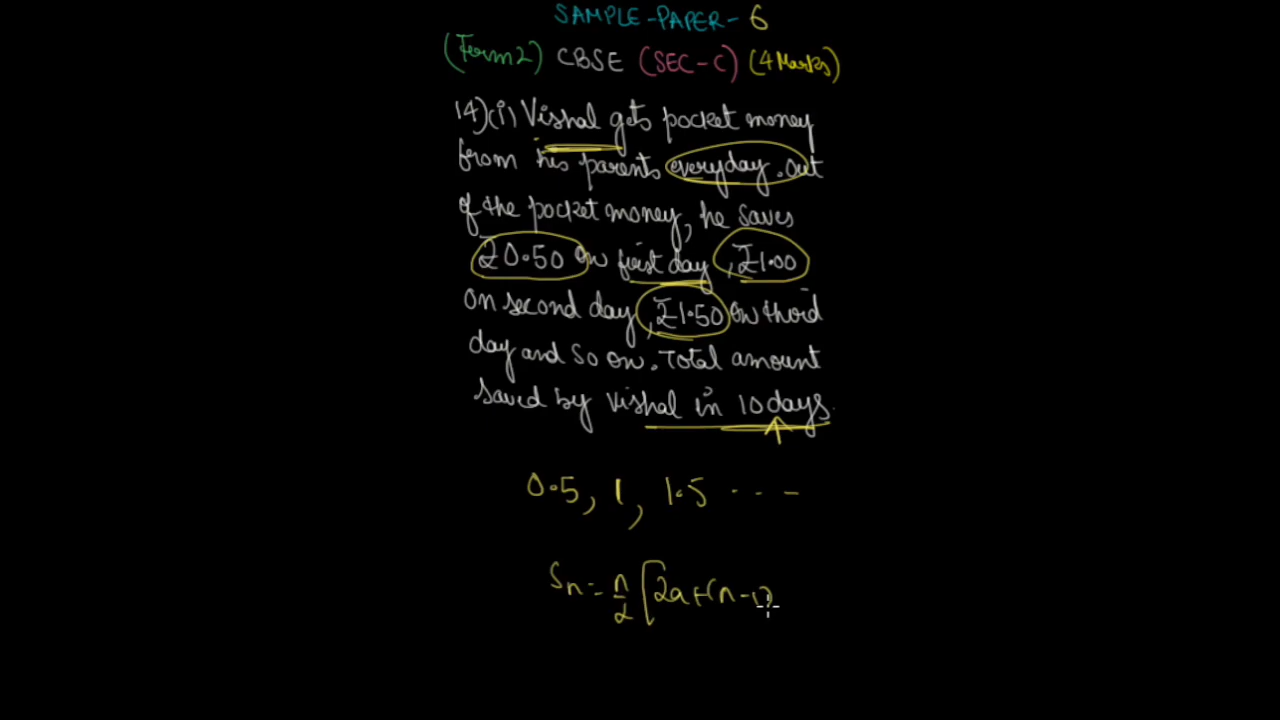 SAMPLE-PAPER-6
(Term2) CBSE (SEC-C) (4 Marks)
14)(i) Vishal gets pocket money
from his parents everyday. out
of the pocket money, he saves
₹0.50 on first day, ₹1.00
on second day, ₹1.50 on third
day and so on. Total amount
saved by Vishal in 10 days.
0.5, 1, 1.5 ...
Sn = n/2 [2a+(n-1)